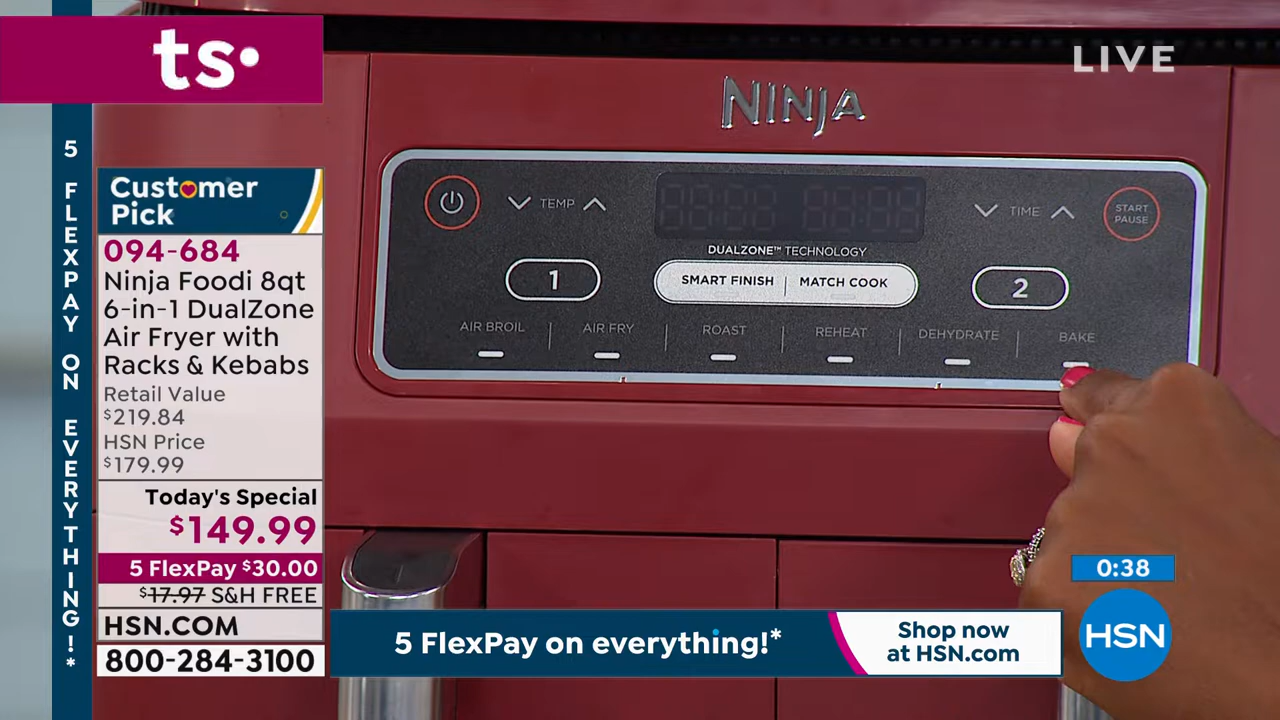 ts.
LIVE
5 FLEXPAY ON EVERYTHING!*
Customer
Pick
094-684
Ninja Foodi 8qt
6-in-1 DualZone
Air Fryer with
Racks & Kebabs
Retail Value
$219.84
HSN Price
$179.99
Today's Special
$149.99
5 FlexPay $30.00
$17.97 S&H FREE
HSN.COM
800-284-3100
NINJA
TEMP
TIME
START
PAUSE
DUALZONE™ TECHNOLOGY
1
SMART FINISH
MATCH COOK
2
AIR BROIL
AIR FRY
ROAST
REHEAT
DEHYDRATE
BAKE
0:38
5 FlexPay on everything!*
Shop now
at HSN.com
HSN